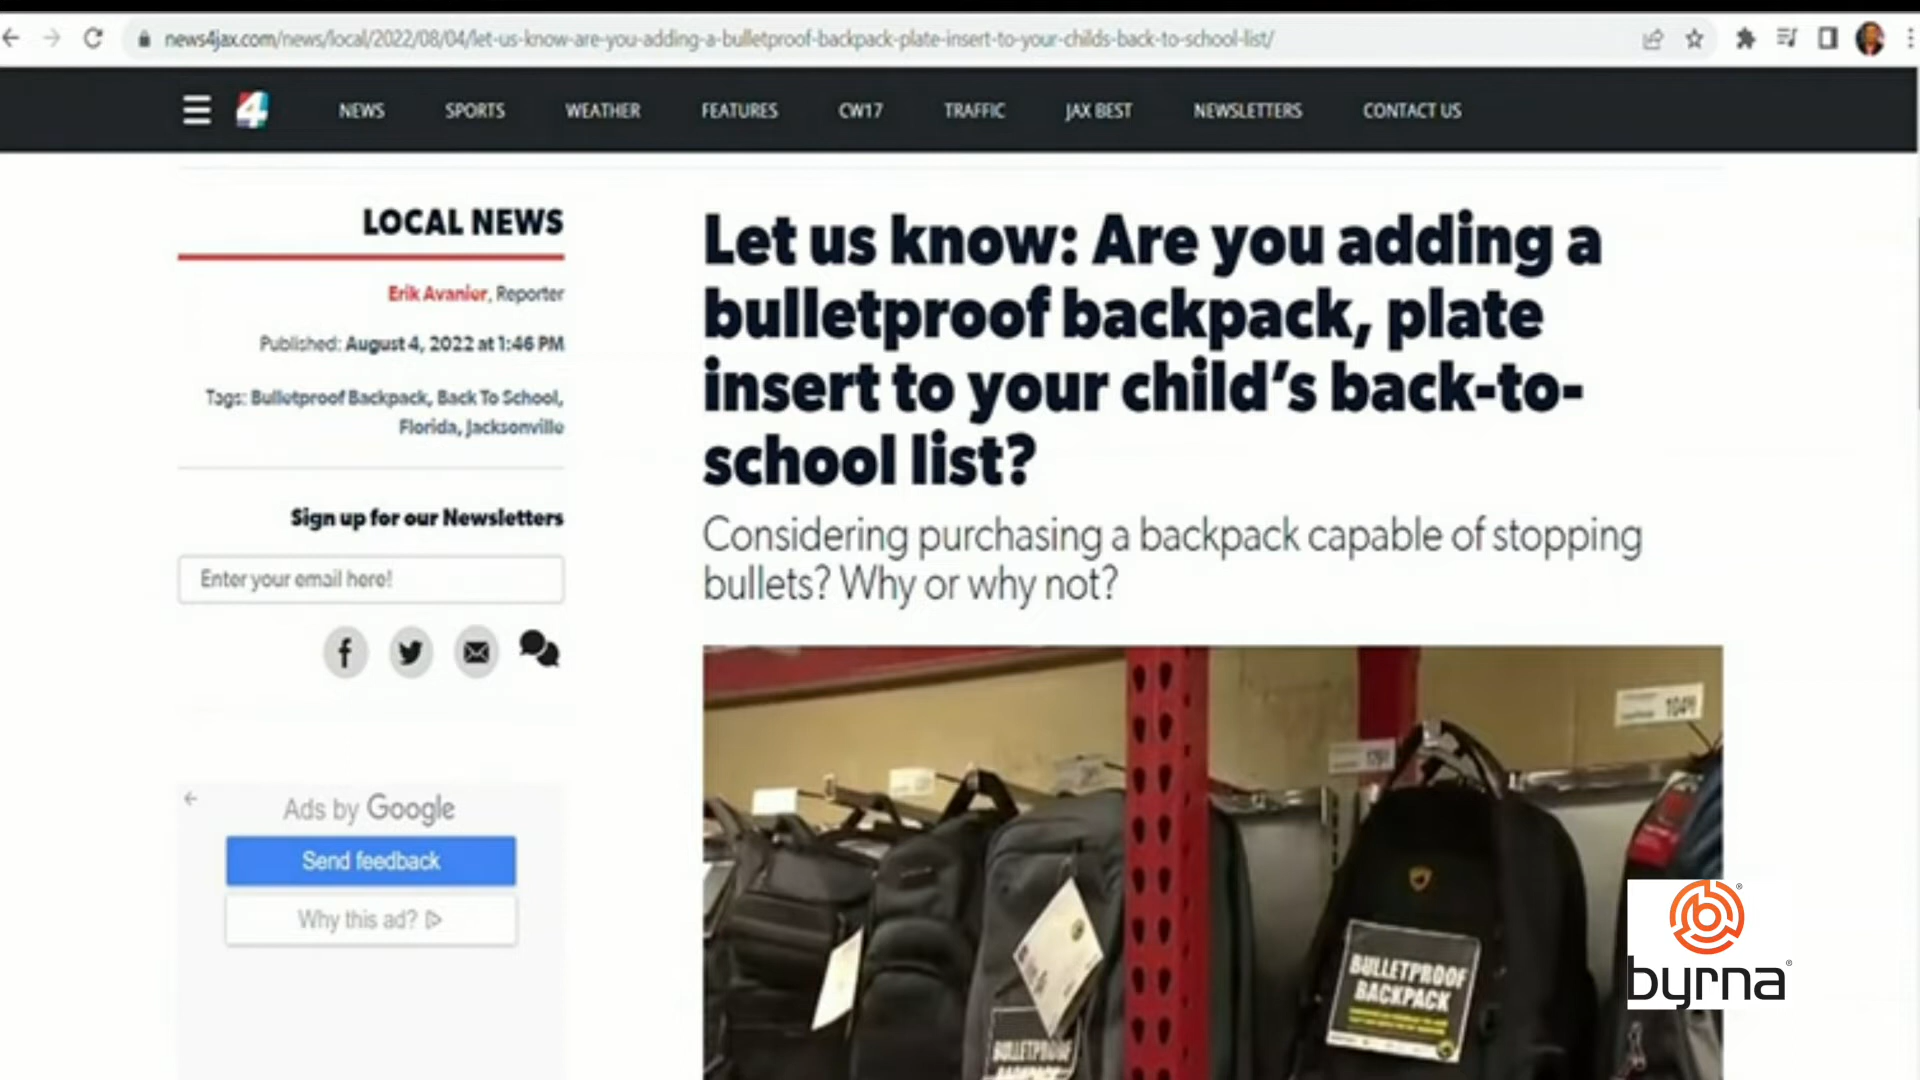 news4jax.com/news/local/2022/08/04/let-us-know-are-you-adding-a-bulletproof-backpack-plate-insert-to-your-childs-back-to-school-list/
4 NEWS SPORTS WEATHER FEATURES CW17 TRAFFIC JAX BEST NEWSLETTERS CONTACT US
LOCAL NEWS
Erik Avanier, Reporter
Published: August 4, 2022 at 1:46 PM
Tags: Bulletproof Backpack, Back To School,
Florida, Jacksonville
Sign up for our Newsletters
Enter your email here!
Ads by Google
Send feedback
Why this ad?
Let us know: Are you adding a
bulletproof backpack, plate
insert to your child's back-to-
school list?
Considering purchasing a backpack capable of stopping
bullets? Why or why not?
BULLETPROOF
BACKPACK
BULLETPROOF
BACKPACK
byrna